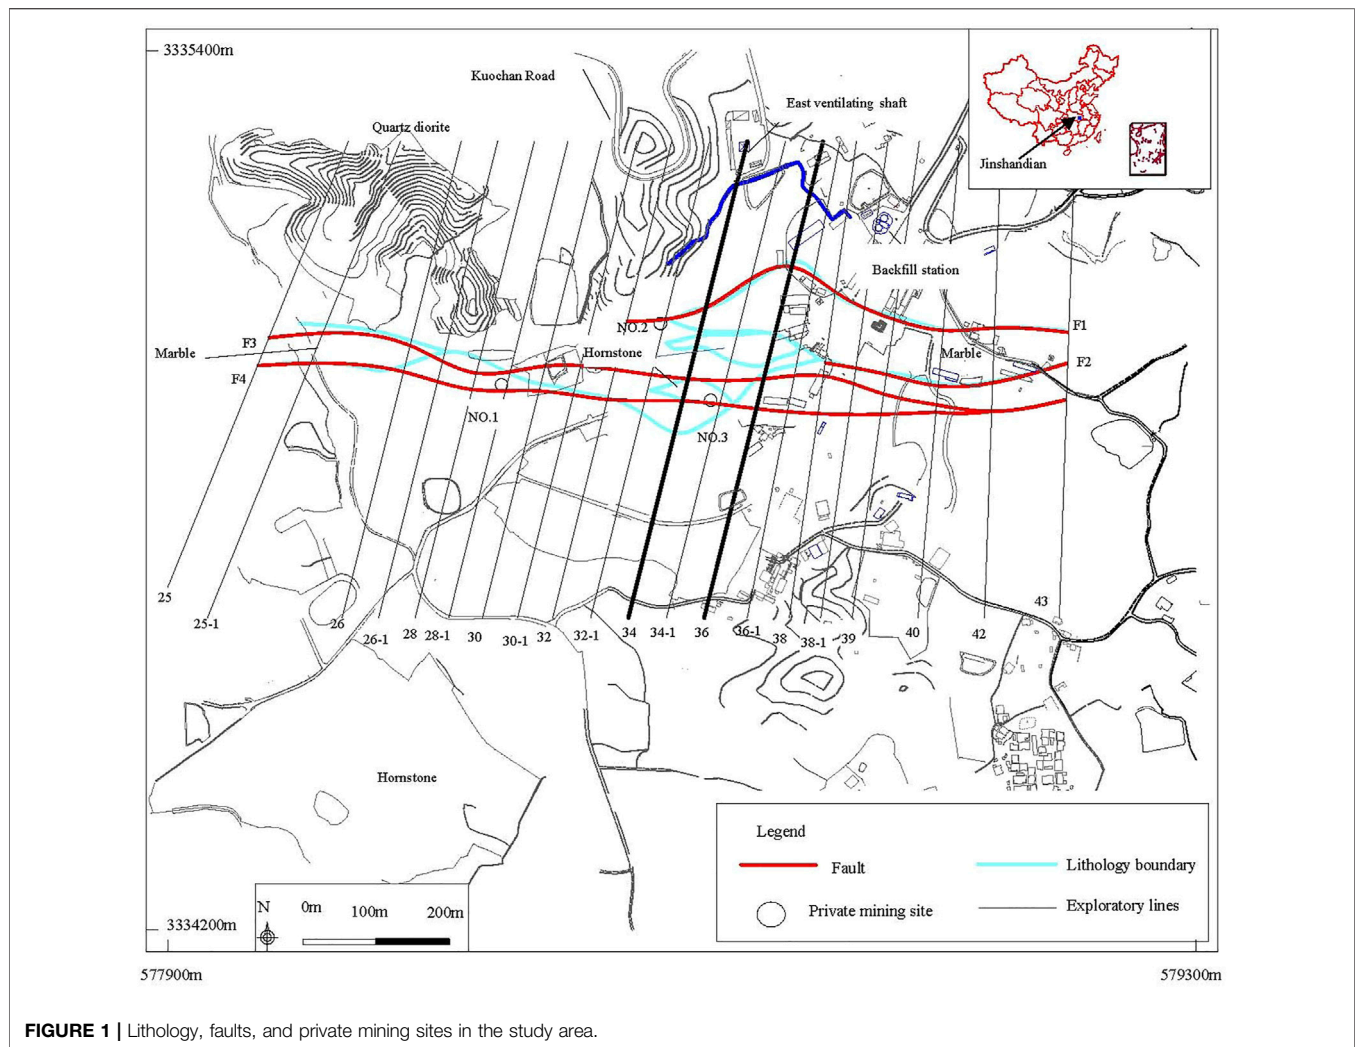 3335400m
Kuochan Road
East ventilating shaft
Quartz diorite
Jinshandian
Backfill station
NO.2
F1
F3
Marble
Hornstone
Marble
F2
F4
NO.1
NO.3
25
25-1
26
26-1
28
28-1
30
30-1
32
32-1
34
34-1
36
36-1
38
38-1
39
40
42
43
Hornstone
Legend
Fault
Lithology boundary
Private mining site
Exploratory lines
N
0m
100m
200m
3334200m
577900m
579300m
FIGURE 1 | Lithology, faults, and private mining sites in the study area.